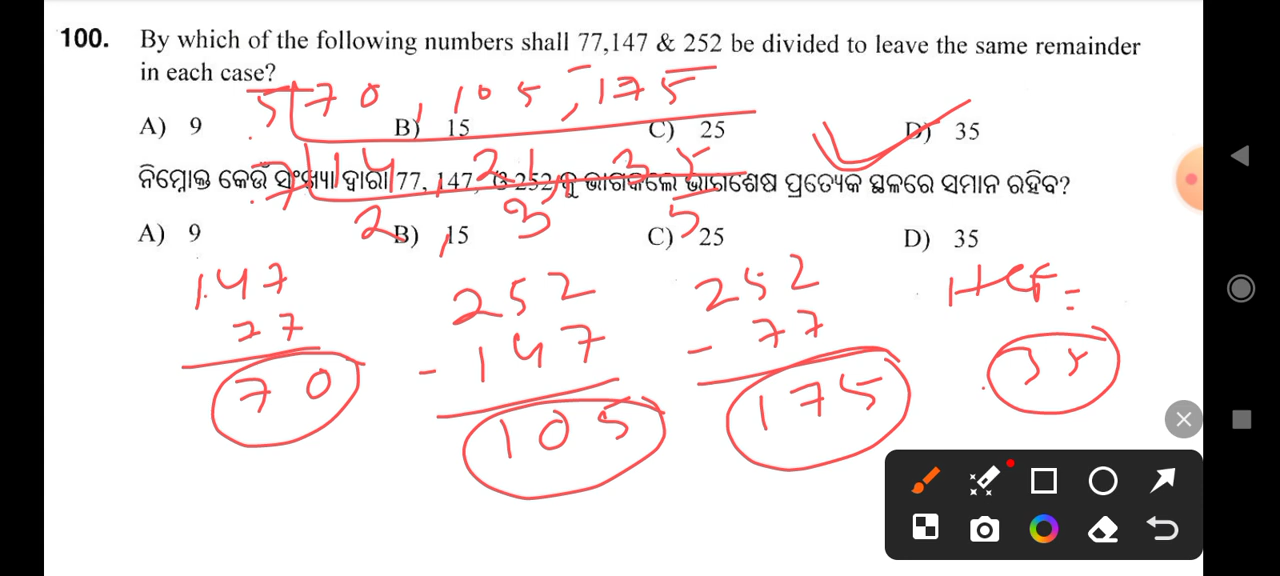 100. By which of the following numbers shall 77,147 & 252 be divided to leave the same remainder
in each case?
5 70, 105, 175
A) 9 B) 15 C) 25 D) 35
7 14, 21, 35
ନିମ୍ନୋକ୍ତ କେଉଁ ସଂଖ୍ୟା ଦ୍ୱାରା 77, 147, ଓ 252 କୁ ଭାଗକଲେ ଭାଗଶେଷ ପ୍ରତ୍ୟେକ ସ୍ଥଳରେ ସମାନ ରହିବ?
2, 3 5
A) 9 B) 15 C) 25 D) 35
147 252 252 HCF =
77 - 147 - 77 35
70 105 175